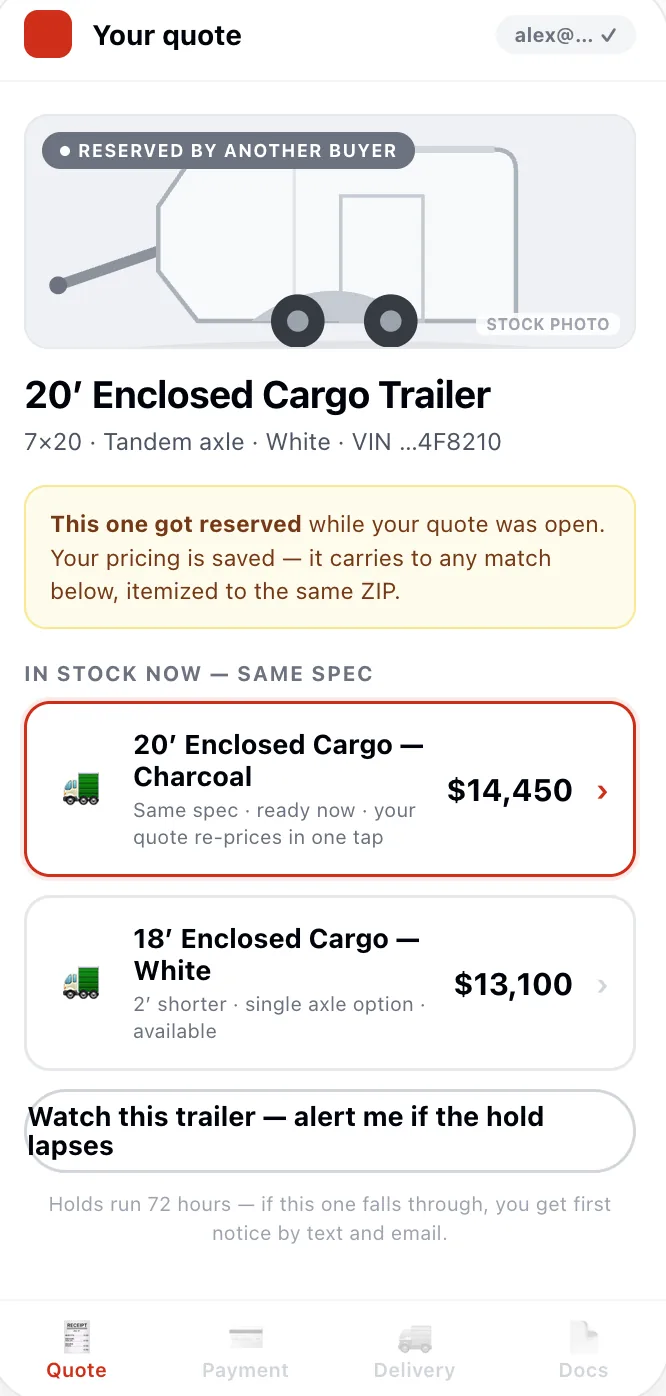 Your quote
alex@... ✓
RESERVED BY ANOTHER BUYER
STOCK PHOTO
20′ Enclosed Cargo Trailer
7×20 · Tandem axle · White · VIN …4F8210
This one got reserved while your quote was open.
Your pricing is saved — it carries to any match
below, itemized to the same ZIP.
IN STOCK NOW — SAME SPEC
20′ Enclosed Cargo —
Charcoal
Same spec · ready now · your
quote re-prices in one tap
$14,450 ›
18′ Enclosed Cargo —
White
2′ shorter · single axle option ·
available
$13,100 ›
Watch this trailer — alert me if the hold
lapses
Holds run 72 hours — if this one falls through, you get first
notice by text and email.
RECEIPT
Quote
Payment
Delivery
Docs